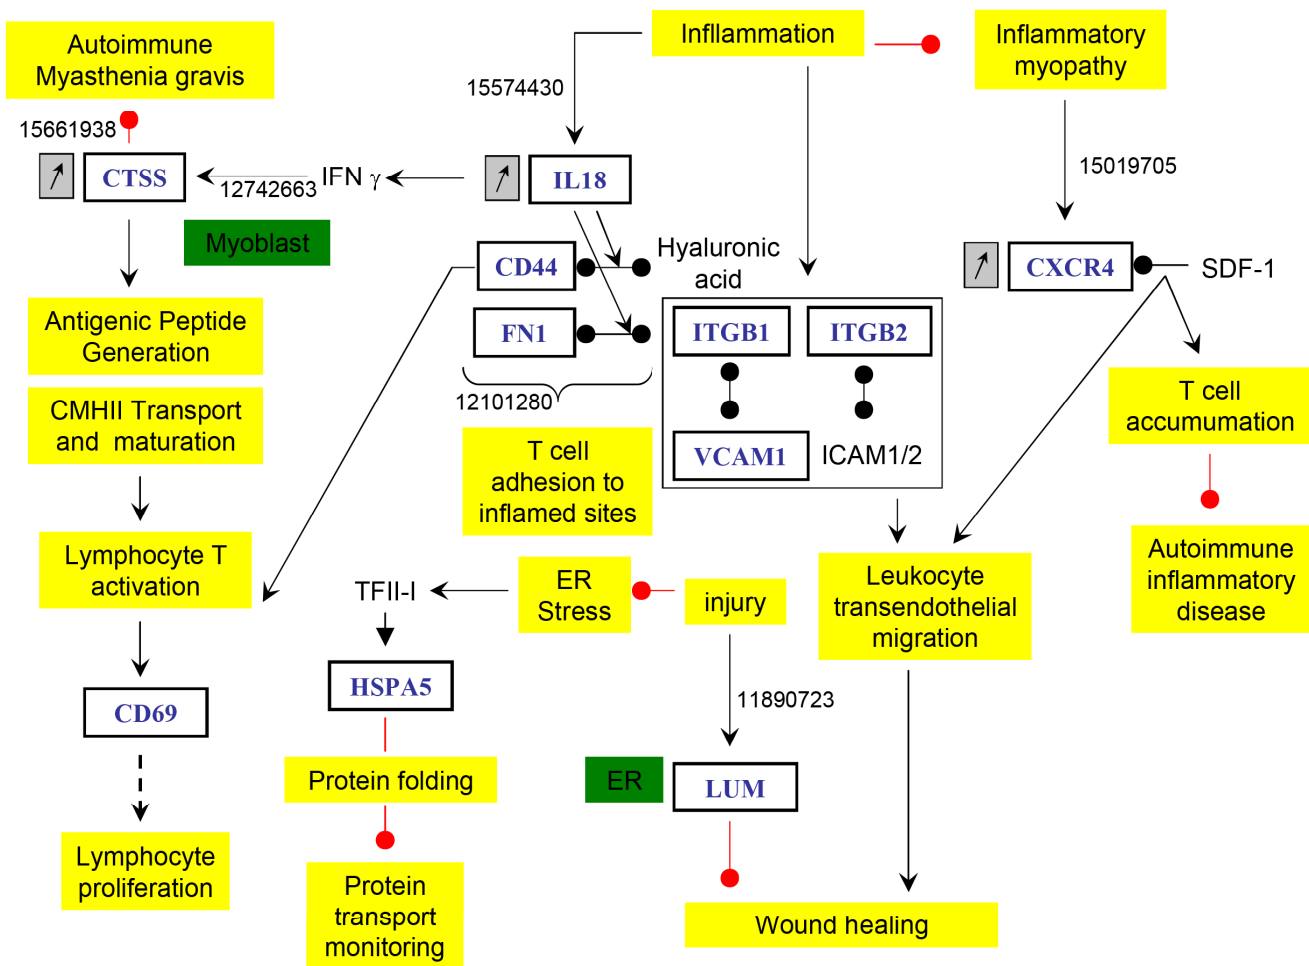 Autoimmune
Myasthenia gravis
Infllammation
Inflammatory
myopathy
15574430
15661938
15019705
CTSS
12742663
IFN γ
IL18
Myoblast
CD44
Hyaluronic
acid
CXCR4
SDF-1
Antigenic Peptide
Generation
FN1
ITGB1
ITGB2
12101280
CMHII Transport
and maturation
T cell
accumumation
T cell
adhesion to
inflamed sites
VCAM1
ICAM1/2
Lymphocyte T
activation
TFII-I
ER
Stress
injury
Leukocyte
transendothelial
migration
Autoimmune
inflammatory
disease
HSPA5
CD69
11890723
Protein folding
ER
LUM
Lymphocyte
proliferation
Protein
transport
monitoring
Wound healing